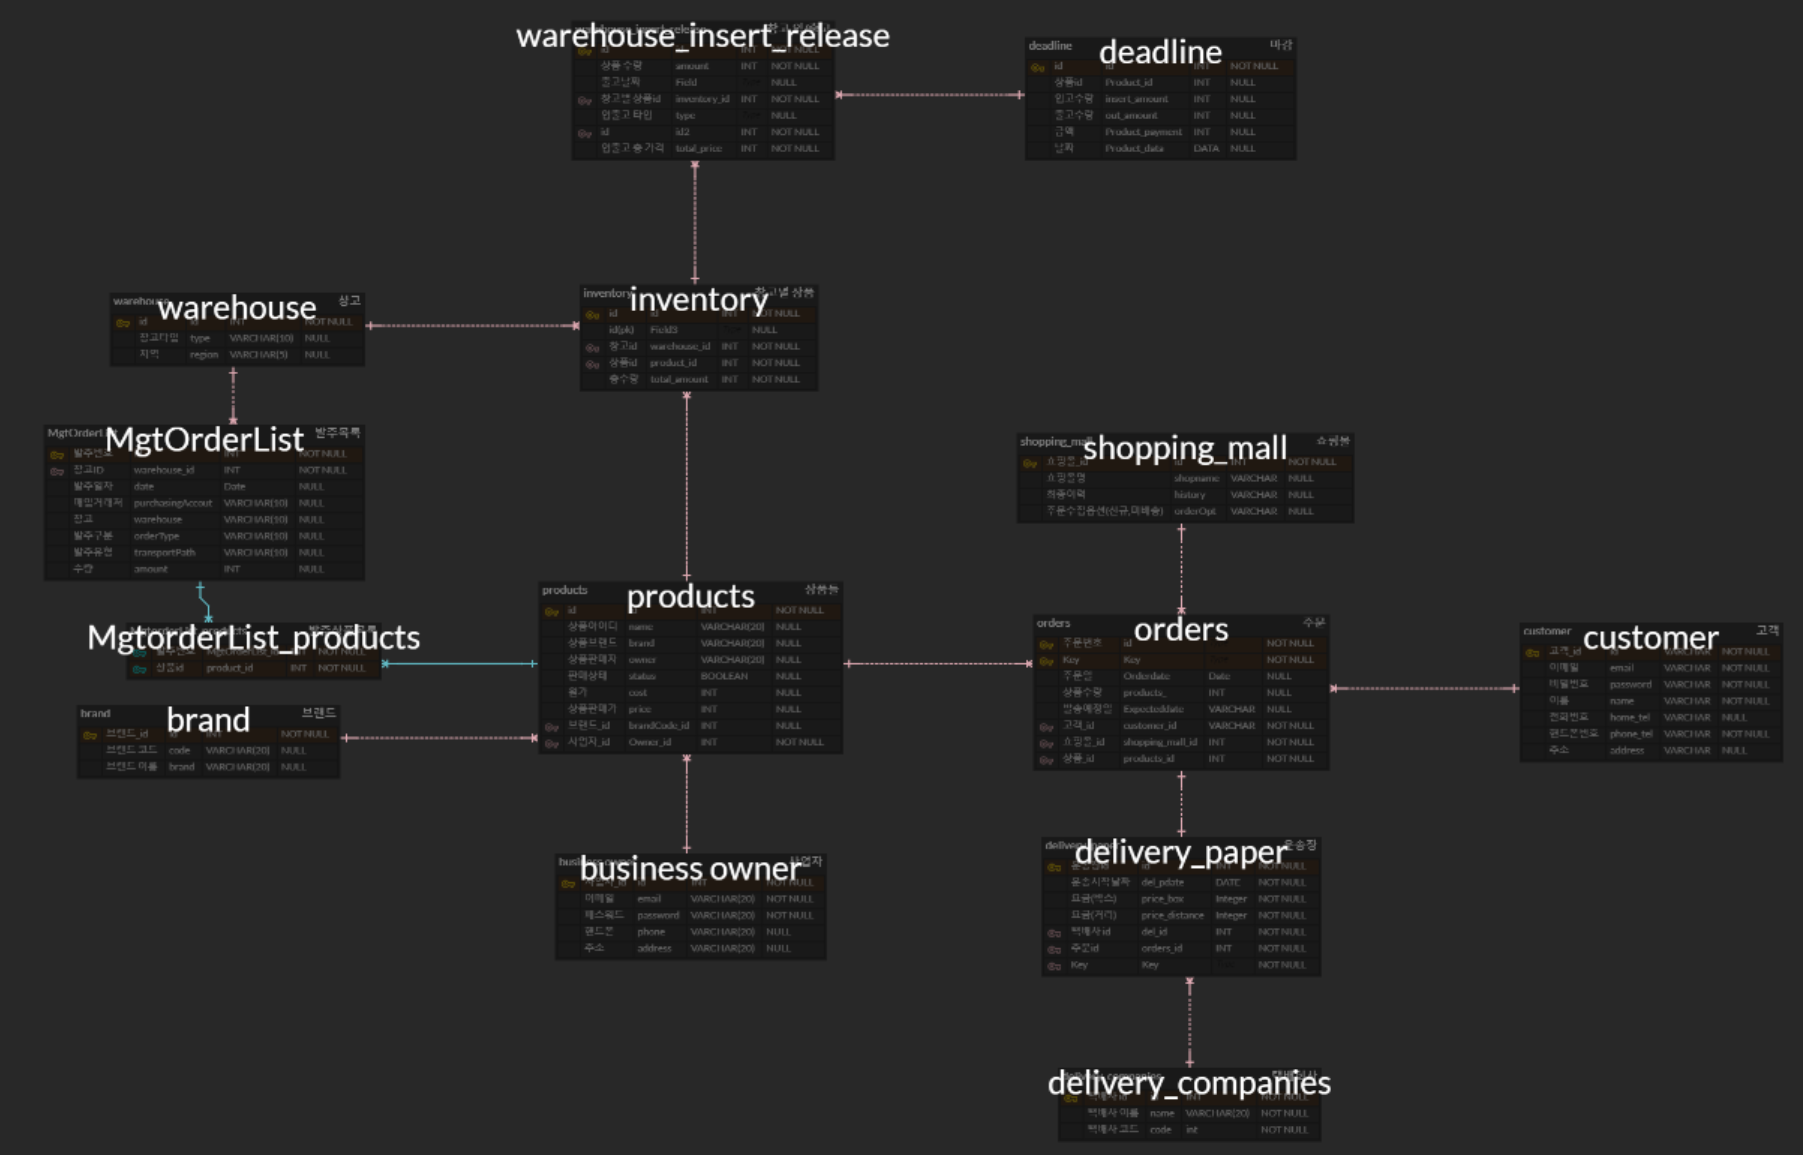 warehouse_insert_release
id INT NOT NULL
상품 수량 amount INT NOT NULL
출고날짜 Field NULL
창고별 상품id inventory_id INT NOT NULL
입출고 타입 type NULL
id id2 INT NOT NULL
입출고 총 가격 total_price INT NOT NULL
deadline 마감
deadline
id id INT NOT NULL
상품id Product_id INT NULL
입고수량 insert_amount INT NULL
출고수량 out_amount INT NULL
금액 Product_payment INT NULL
날짜 Product_data DATA NULL
warehouse 창고
warehouse
id id INT NOT NULL
창고타입 type VARCHAR(10) NULL
지역 region VARCHAR(5) NULL
inventory 창고별 상품
inventory
id id INT NOT NULL
id(pk) Field3 NULL
창고id warehouse_id INT NOT NULL
상품id product_id INT NOT NULL
총수량 total_amount INT NOT NULL
MgtOrderList 발주목록
MgtOrderList
발주번호 INT NOT NULL
창고ID warehouse_id INT NOT NULL
발주일자 date Date NULL
매입거래처 purchasingAccout VARCHAR(10) NULL
창고 warehouse VARCHAR(10) NULL
발주구분 orderType VARCHAR(10) NULL
발주유형 transportPath VARCHAR(10) NULL
수량 amount INT NULL
MgtorderList_products
발주번호 MgtOrderList_id INT NOT NULL
상품id product_id INT NOT NULL
brand 브랜드
brand
브랜드_id id INT NOT NULL
브랜드 코드 code VARCHAR(20) NULL
브랜드 이름 brand VARCHAR(20) NULL
products 상품들
products
id INT NOT NULL
상품아이디 name VARCHAR(20) NULL
상품브랜드 brand VARCHAR(20) NULL
상품판매자 owner VARCHAR(20) NULL
판매상태 status BOOLEAN NULL
원가 cost INT NULL
상품판매가 price INT NULL
브랜드_id brandCode_id INT NOT NULL
사업자_id Owner_id INT NOT NULL
business owner 사업자
business owner
사업자_id id INT NOT NULL
이메일 email VARCHAR(20) NOT NULL
패스워드 password VARCHAR(20) NOT NULL
핸드폰 phone VARCHAR(20) NULL
주소 address VARCHAR(20) NULL
shopping_mall 쇼핑몰
shopping_mall
쇼핑몰_id id INT NOT NULL
쇼핑몰명 shopname VARCHAR NULL
최종이력 history VARCHAR NULL
주문수집옵션(신규,미배송) orderOpt VARCHAR NULL
orders 주문
orders
주문번호 id NOT NULL
Key Key NOT NULL
주문일 Orderdate Date NULL
상품수량 products_ INT NULL
발송예정일 Expecteddate VARCHAR NULL
고객_id customer_id VARCHAR NOT NULL
쇼핑몰_id shopping_mall_id INT NOT NULL
상품_id products_id INT NOT NULL
customer 고객
customer
고객_id id VARCHAR NOT NULL
이메일 email VARCHAR NOT NULL
비밀번호 password VARCHAR NOT NULL
이름 name VARCHAR NOT NULL
전화번호 home_tel VARCHAR NULL
핸드폰번호 phone_tel VARCHAR NOT NULL
주소 address VARCHAR NULL
delivery_paper 운송장
id INT NOT NULL
운송시작날짜 del_pdate DATE NOT NULL
요금(박스) price_box Integer NOT NULL
요금(거리) price_distance Integer NOT NULL
택배사id del_id INT NOT NULL
주문id orders_id INT NOT NULL
Key Key NOT NULL
delivery_companies
택배사id id INT NOT NULL
택배사 이름 name VARCHAR(20) NOT NULL
택배사 코드 code int NOT NULL